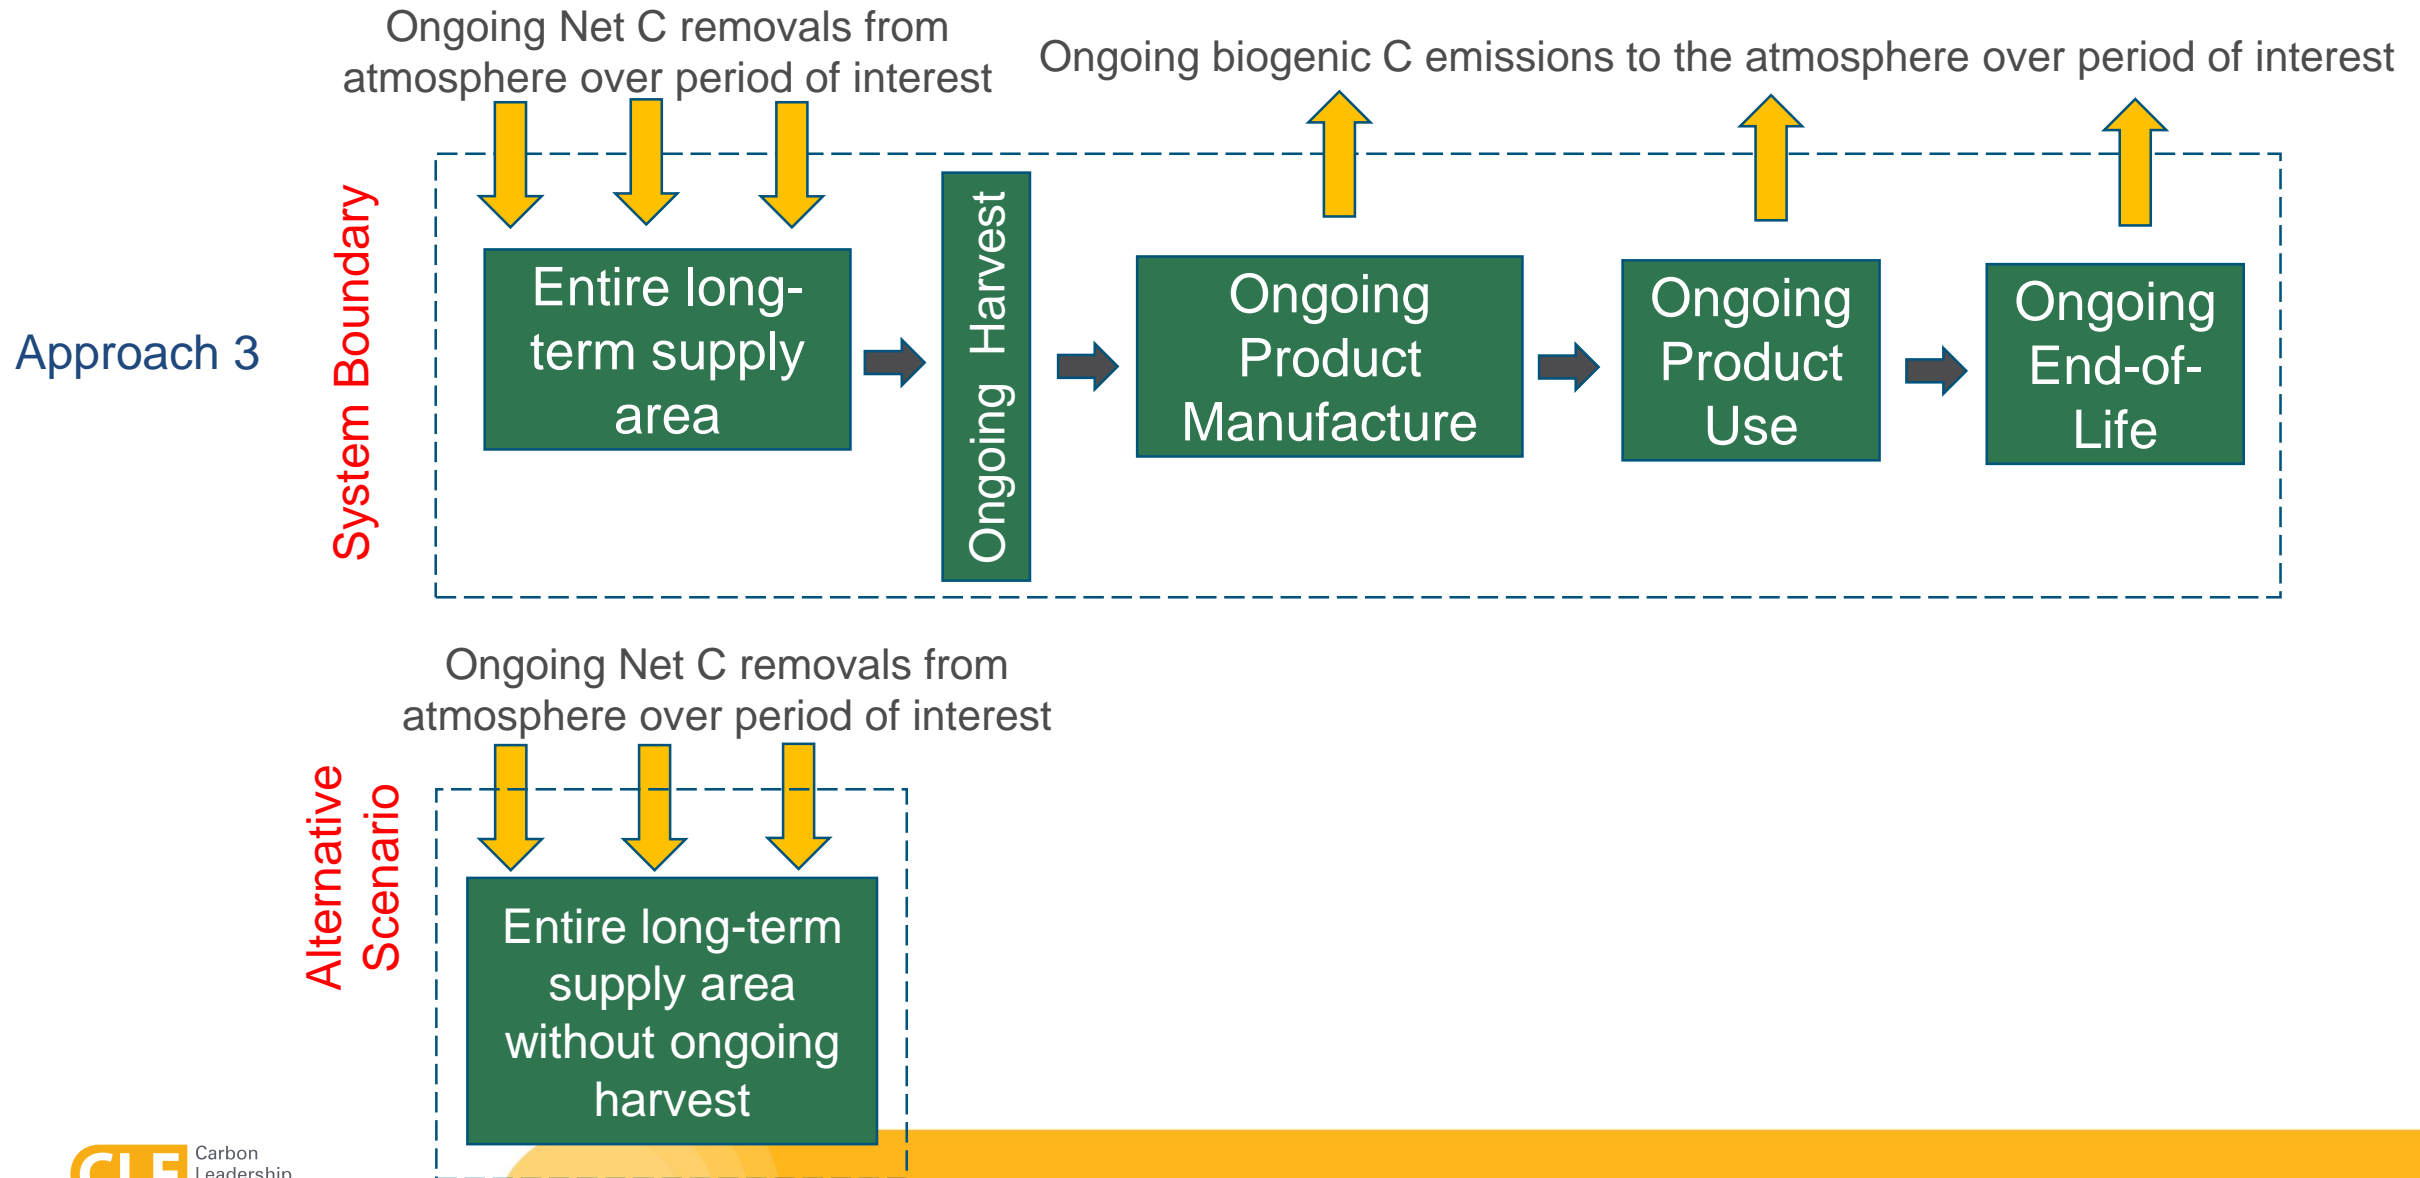 Ongoing Net C removals from
atmosphere over period of interest
Ongoing biogenic C emissions to the atmosphere over period of interest
Approach 3
System Boundary
Entire long-
term supply
area
Ongoing Harvest
Ongoing
Product
Manufacture
Ongoing
Product
Use
Ongoing
End-of-
Life
Ongoing Net C removals from
atmosphere over period of interest
Alternative
Scenario
Entire long-term
supply area
without ongoing
harvest
CLF
Carbon
Leadership